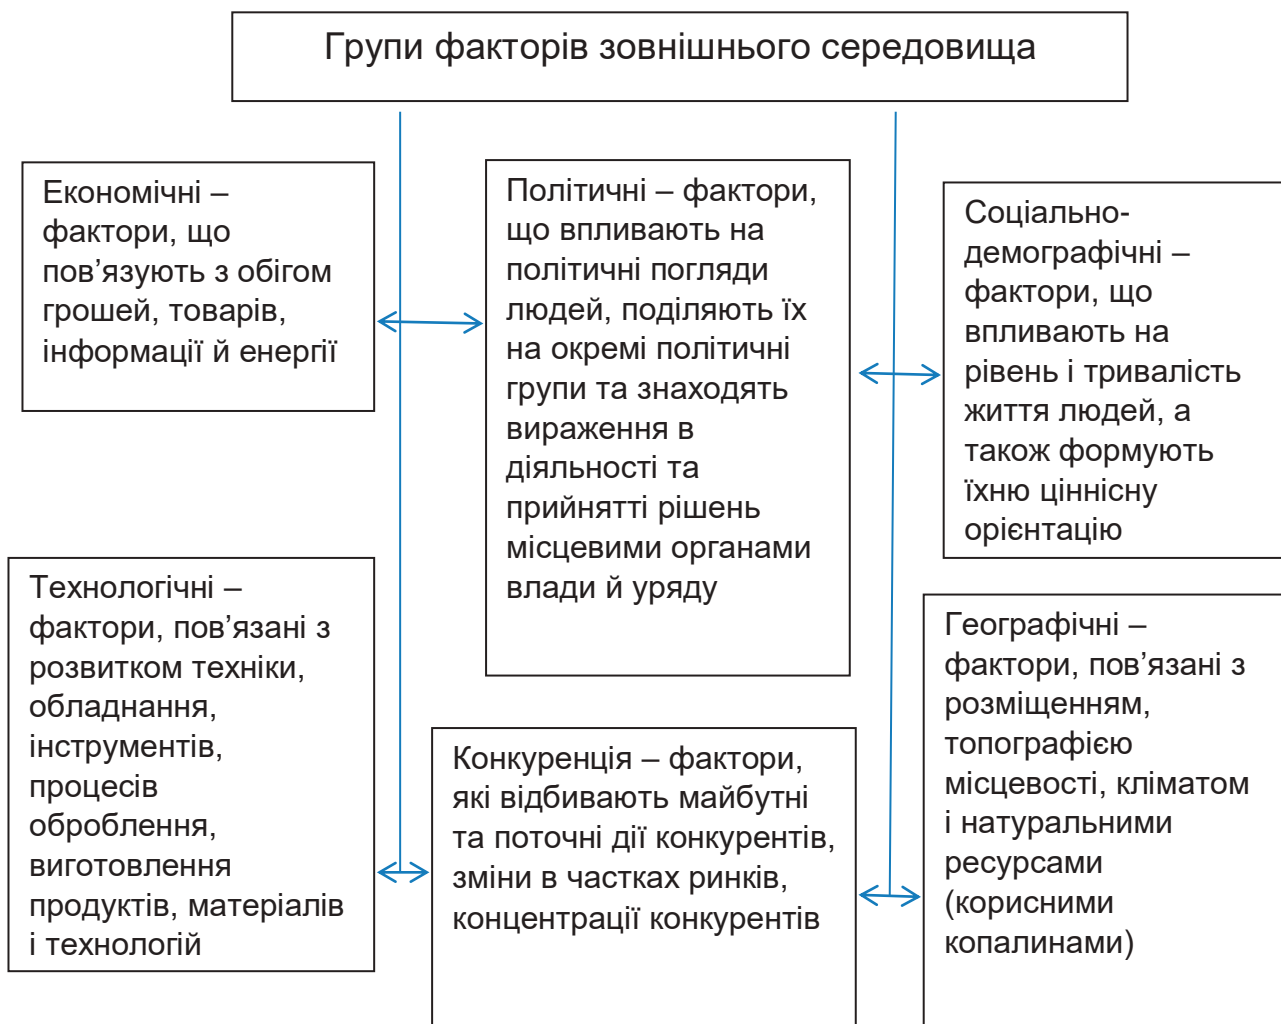 Групи факторів зовнішнього середовища
Економічні –
фактори, що
пов’язують з обігом
грошей, товарів,
інформації й енергії
Політичні – фактори,
що впливають на
політичні погляди
людей, поділяють їх
на окремі політичні
групи та знаходять
вираження в
діяльності та
прийнятті рішень
місцевими органами
влади й уряду
Соціально-
демографічні –
фактори, що
впливають на
рівень і тривалість
життя людей, а
також формують
їхню ціннісну
орієнтацію
Технологічні –
фактори, пов’язані з
розвитком техніки,
обладнання,
інструментів,
процесів
оброблення,
виготовлення
продуктів, матеріалів
і технологій
Конкуренція – фактори,
які відбивають майбутні
та поточні дії конкурентів,
зміни в частках ринків,
концентрації конкурентів
Географічні –
фактори, пов’язані з
розміщенням,
топографією
місцевості, кліматом
і натуральними
ресурсами
(корисними
копалинами)